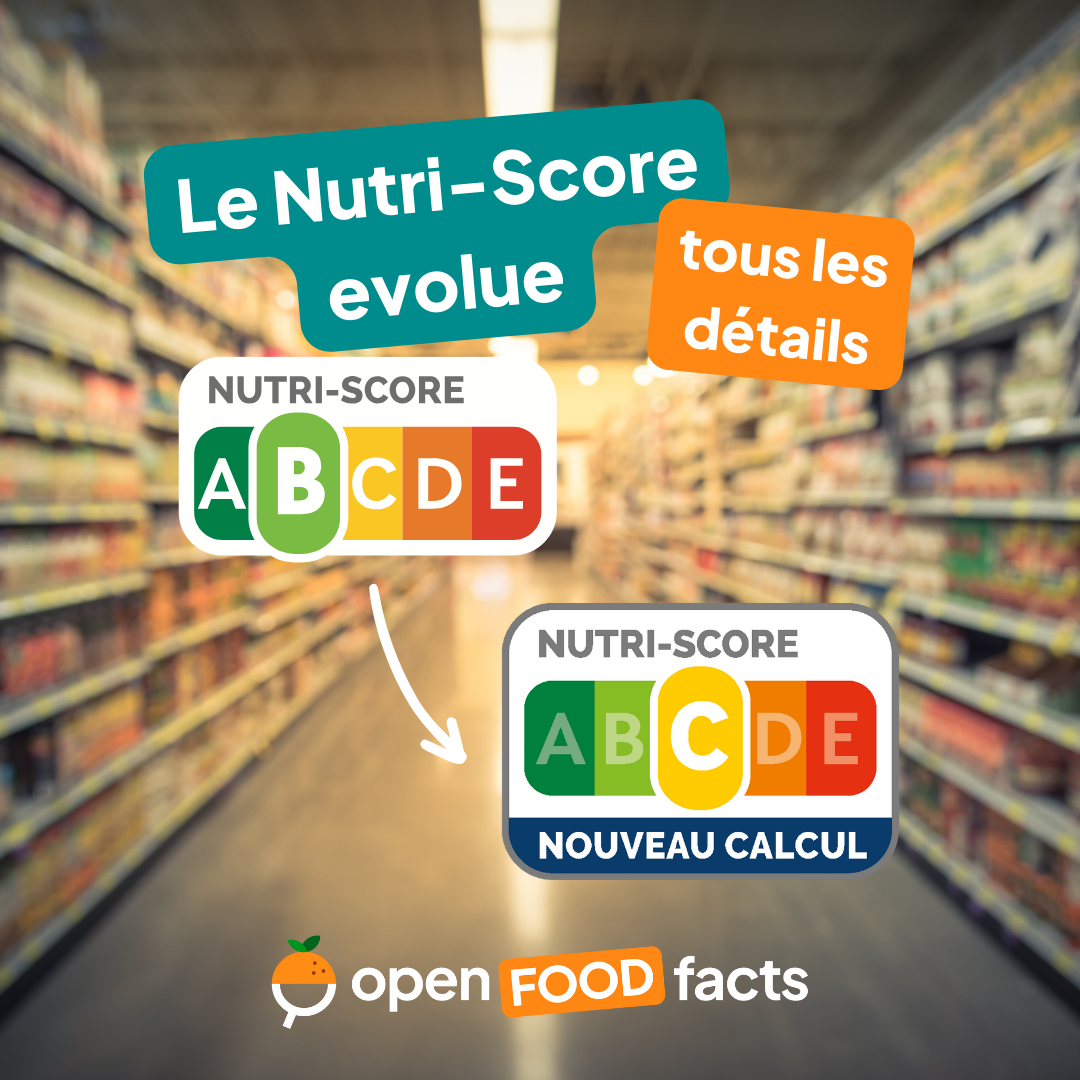 Le Nutri-Score
evolue
tous les
détails
NUTRI-SCORE
A B C D E
NUTRI-SCORE
A B C D E
NOUVEAU CALCUL
open FOOD facts